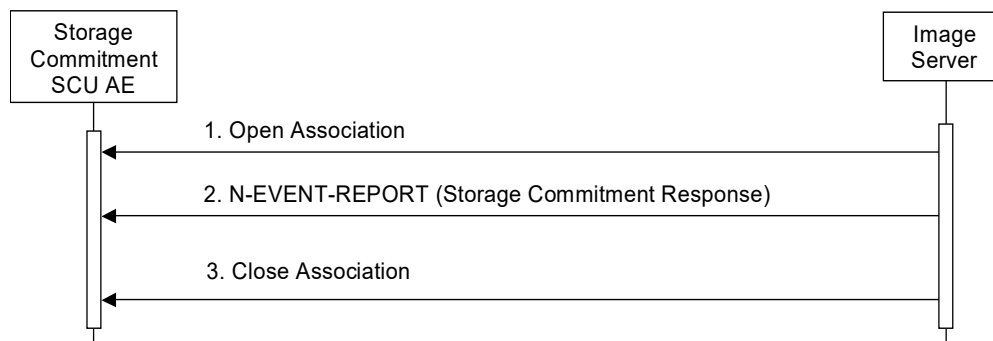 Storage
Commitment
SCU AE
Image
Server
1. Open Association
2. N-EVENT-REPORT (Storage Commitment Response)
3. Close Association